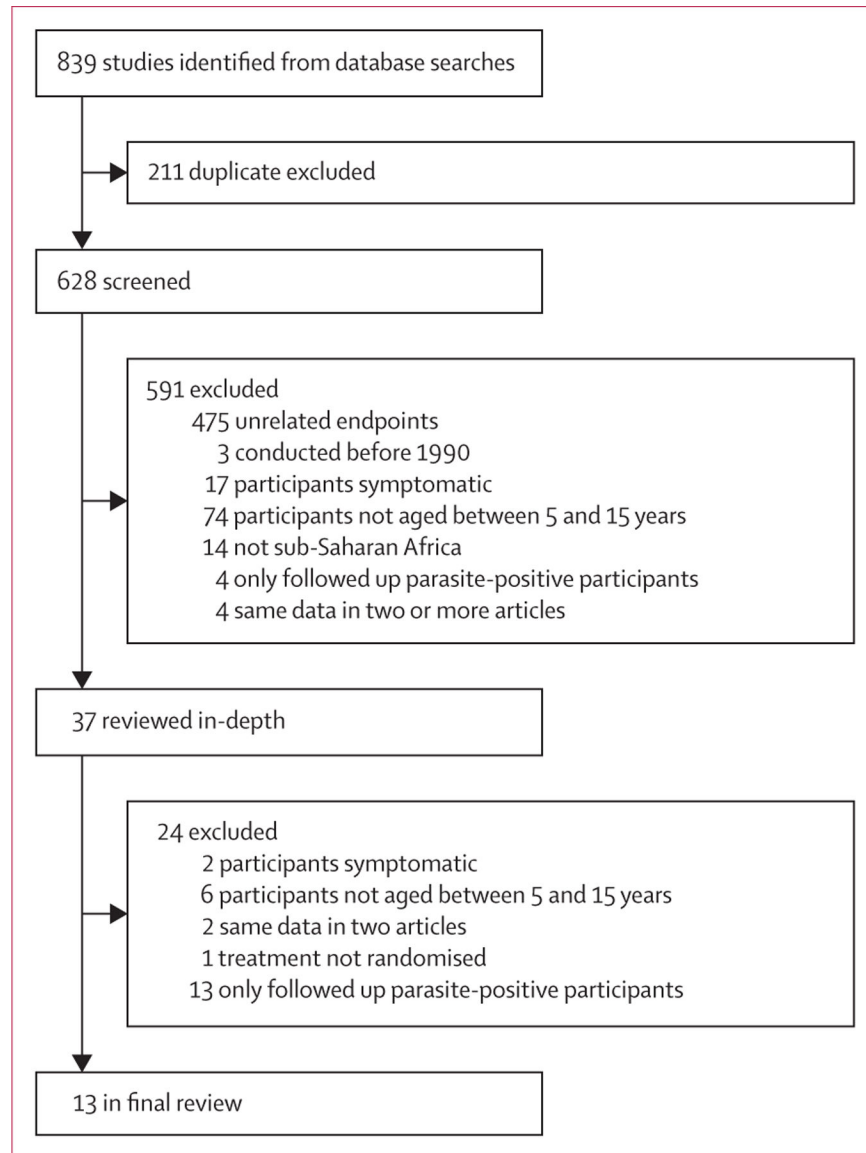 839 studies identified from database searches
211 duplicate excluded
628 screened
591 excluded
475 unrelated endpoints
3 conducted before 1990
17 participants symptomatic
74 participants not aged between 5 and 15 years
14 not sub-Saharan Africa
4 only followed up parasite-positive participants
4 same data in two or more articles
37 reviewed in-depth
24 excluded
2 participants symptomatic
6 participants not aged between 5 and 15 years
2 same data in two articles
1 treatment not randomised
13 only followed up parasite-positive participants
13 in final review